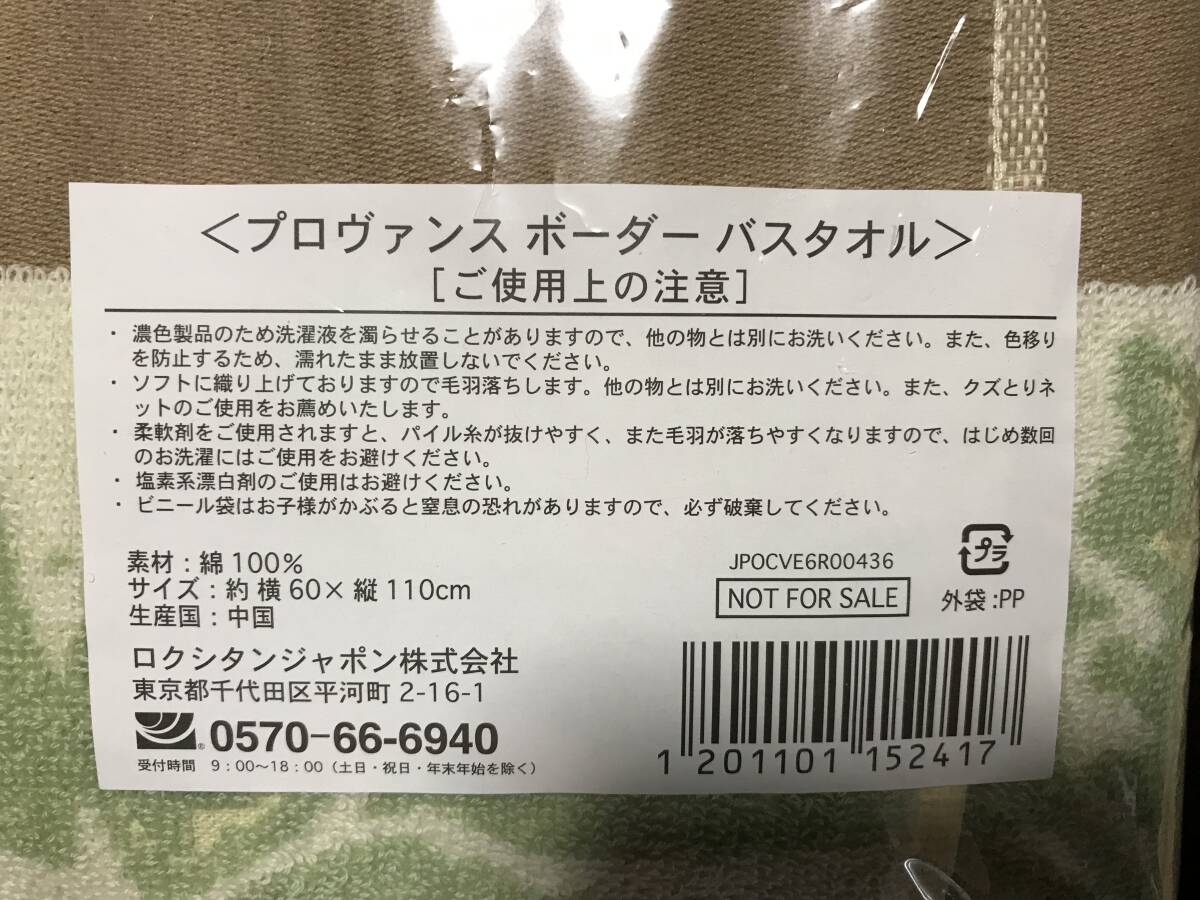 ＜プロヴァンス ボーダー バスタオル＞
［ご使用上の注意］
・ 濃色製品のため洗濯液を濁らせることがありますので、他の物とは別にお洗いください。また、色移り
を防止するため、濡れたまま放置しないでください。
・ ソフトに織り上げておりますので毛羽落ちします。他の物とは別にお洗いください。また、クズとりネ
ットのご使用をお薦めいたします。
・ 柔軟剤をご使用されますと、パイル糸が抜けやすく、また毛羽が落ちやすくなりますので、はじめ数回
のお洗濯にはご使用をお避けください。
・ 塩素系漂白剤のご使用はお避けください。
・ ビニール袋はお子様がかぶると窒息の恐れがありますので、必ず破棄してください。
素材：綿 100%
サイズ：約 横 60× 縦 110cm
生産国：中国
JPOCVE6R00436
NOT FOR SALE
プラ
外袋 :PP
ロクシタンジャポン株式会社
東京都千代田区平河町 2-16-1
® 0570-66-6940
受付時間 9：00～18：00（土日・祝日・年末年始を除く）
1 201101 152417